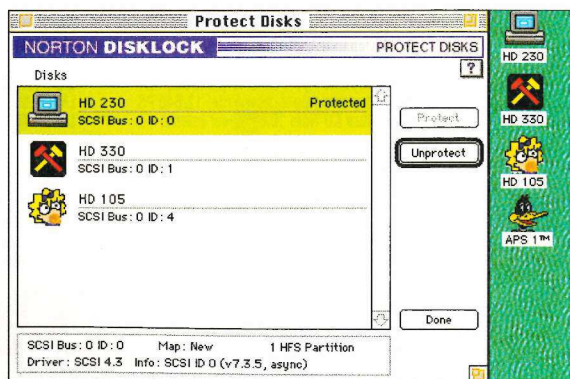 Protect Disks
NORTON DISKLOCK
PROTECT DISKS
?
Disks
HD 230 Protected
SCSI Bus: 0 ID: 0
HD 330
SCSI Bus: 0 ID: 1
HD 105
SCSI Bus: 0 ID: 4
Protect
Unprotect
Done
SCSI Bus: 0 ID: 0 Map: New 1 HFS Partition
Driver: SCSI 4.3 Info: SCSI ID 0 (v7.3.5, async)
HD 230
HD 330
HD 105
APS 1™